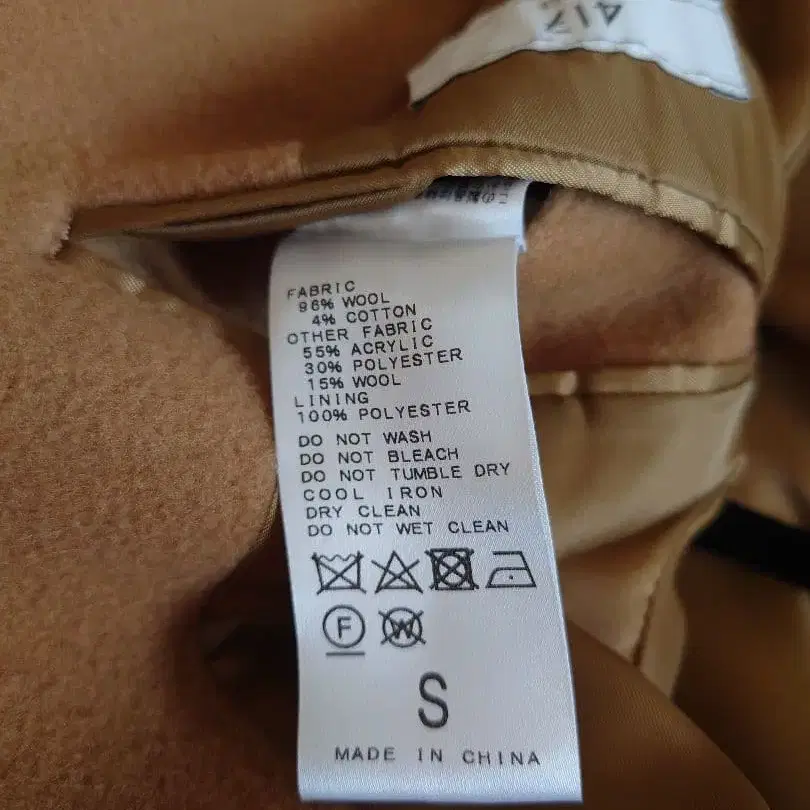 FABRIC
96% WOOL
4% COTTON
OTHER FABRIC
55% ACRYLIC
30% POLYESTER
15% WOOL
LINING
100% POLYESTER
DO NOT WASH
DO NOT BLEACH
DO NOT TUMBLE DRY
COOL IRON
DRY CLEAN
DO NOT WET CLEAN
F W
S
MADE IN CHINA